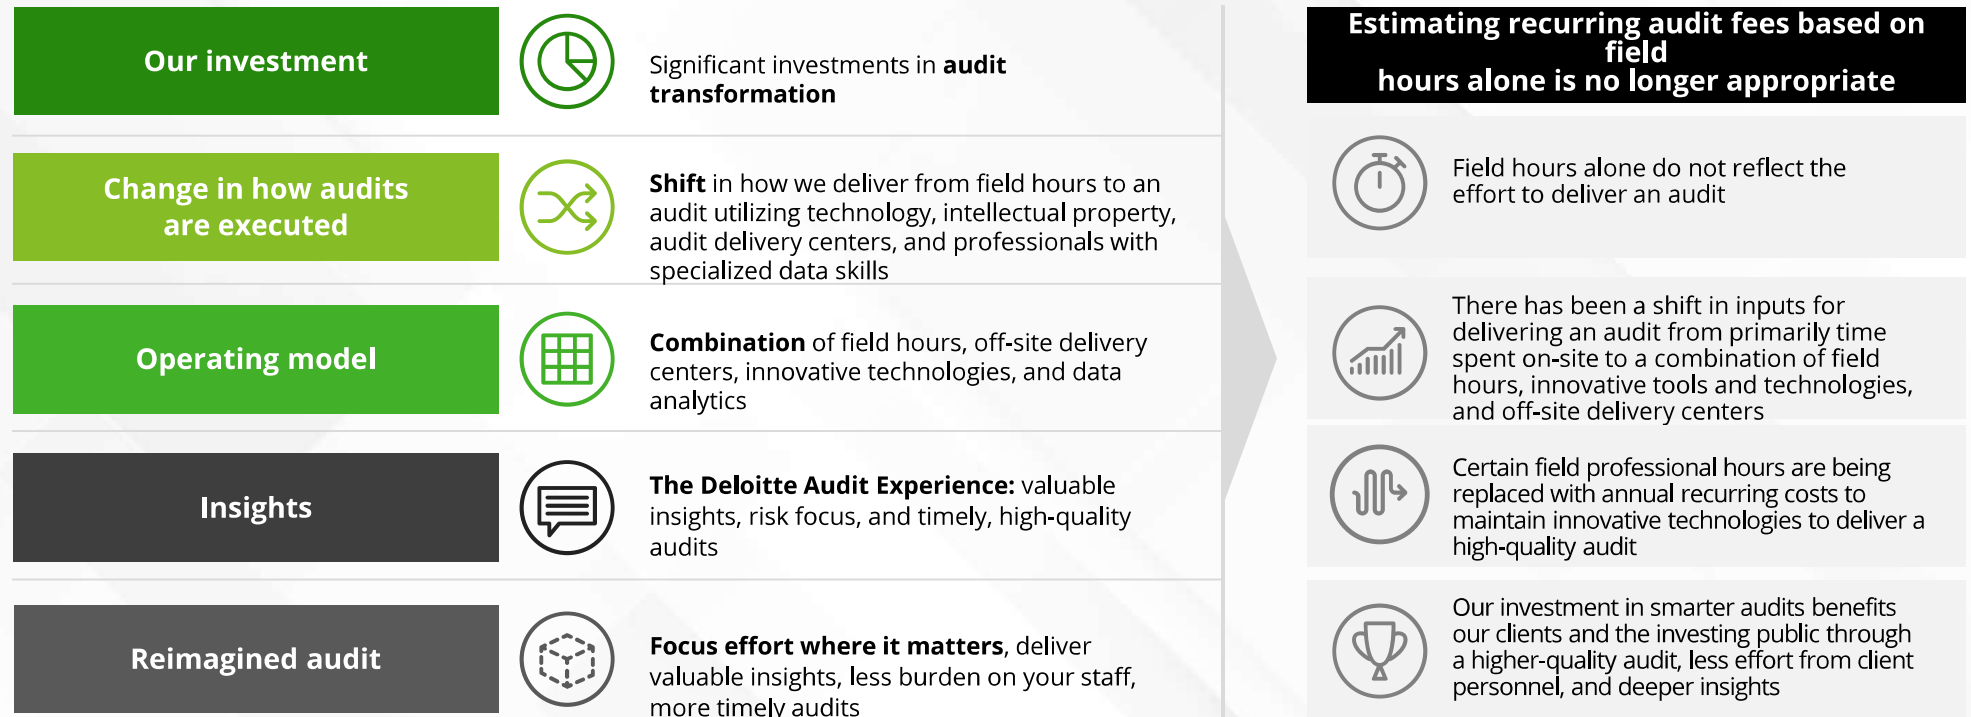 Our investment
Significant investments in audit
transformation
Change in how audits
are executed
Shift in how we deliver from field hours to an
audit utilizing technology, intellectual property,
audit delivery centers, and professionals with
specialized data skills
Operating model
Combination of field hours, off-site delivery
centers, innovative technologies, and data
analytics
Insights
The Deloitte Audit Experience: valuable
insights, risk focus, and timely, high-quality
audits
Reimagined audit
Focus effort where it matters, deliver
valuable insights, less burden on your staff,
more timely audits
Estimating recurring audit fees based on
field
hours alone is no longer appropriate
Field hours alone do not reflect the
effort to deliver an audit
There has been a shift in inputs for
delivering an audit from primarily time
spent on-site to a combination of field
hours, innovative tools and technologies,
and off-site delivery centers
Certain field professional hours are being
replaced with annual recurring costs to
maintain innovative technologies to deliver a
high-quality audit
Our investment in smarter audits benefits
our clients and the investing public through
a higher-quality audit, less effort from client
personnel, and deeper insights